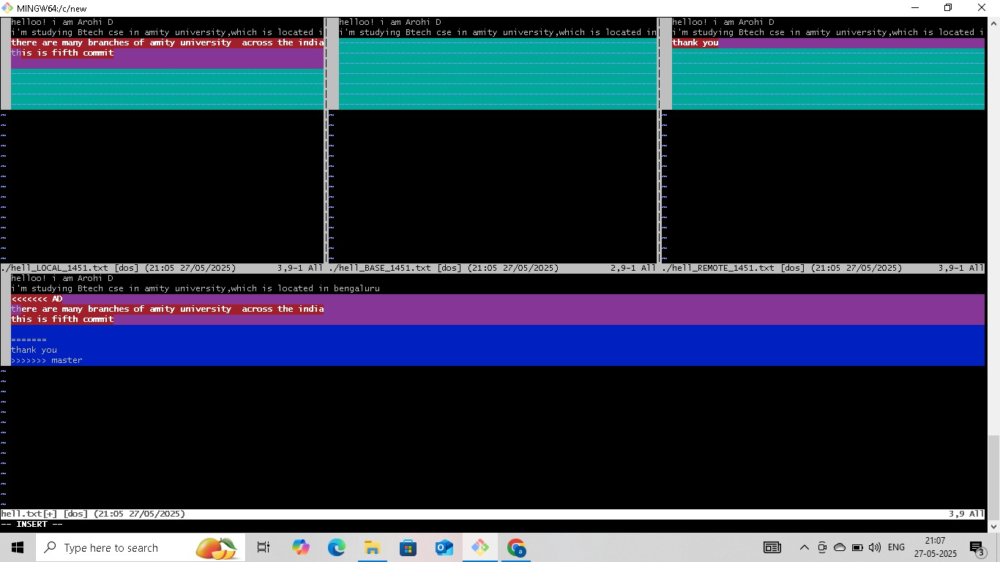 MINGW64:/c/new
helloo! i am Arohi D
i'm studying Btech cse in amity university,which is located i
there are many branches of amity university  across the india
this is fifth commit
helloo! i am Arohi D
i'm studying Btech cse in amity university,which is located in
helloo! i am Arohi D
i'm studying Btech cse in amity university,which is located i
thank you
./hell_LOCAL_1451.txt [dos] (21:05 27/05/2025) 3,9-1 All
./hell_BASE_1451.txt [dos] (21:05 27/05/2025) 2,9-1 All
./hell_REMOTE_1451.txt [dos] (21:05 27/05/2025) 3,9-1 All
helloo! i am Arohi D
i'm studying Btech cse in amity university,which is located in bengaluru
<<<<<<< AD
there are many branches of amity university  across the india
this is fifth commit
=======
thank you
>>>>>>> master
hell.txt[+] [dos] (21:05 27/05/2025) 3,9 All
-- INSERT --
Type here to search
ENG
21:07
27-05-2025
3